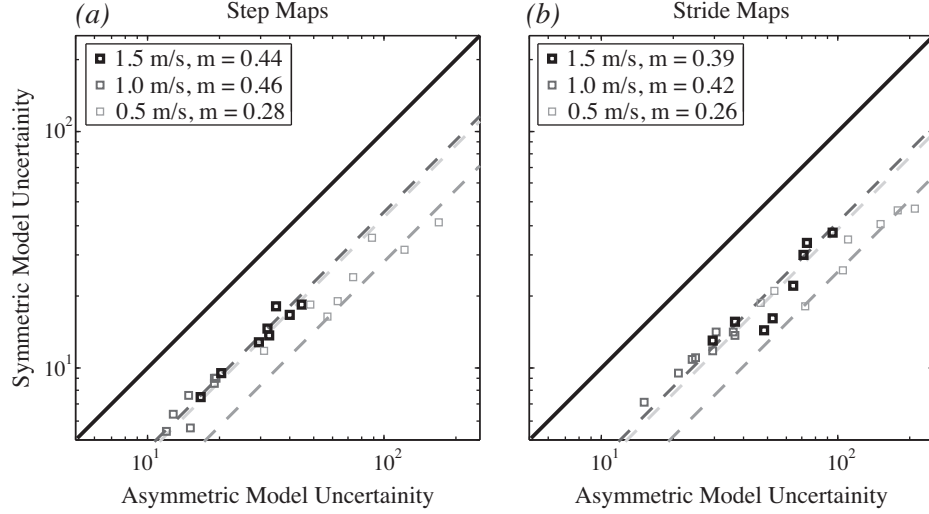 (a) Step Maps
1.5 m/s, m = 0.44
1.0 m/s, m = 0.46
0.5 m/s, m = 0.28
Symmetric Model Uncertainity
10^2
10^1
10^1 10^2
Asymmetric Model Uncertainity
(b) Stride Maps
1.5 m/s, m = 0.39
1.0 m/s, m = 0.42
0.5 m/s, m = 0.26
10^1 10^2
Asymmetric Model Uncertainity